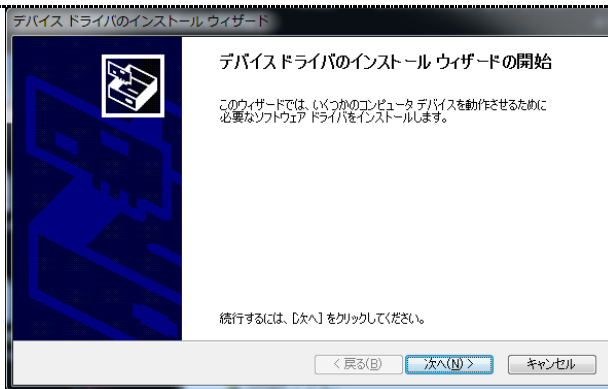 デバイス ドライバのインストール ウィザード
デバイス ドライバのインストール ウィザードの開始
このウィザードでは、いくつかのコンピュータ デバイスを動作させるために
必要なソフトウェア ドライバをインストールします。
続行するには、[次へ] をクリックしてください。
< 戻る(B) 次へ(N) > キャンセル